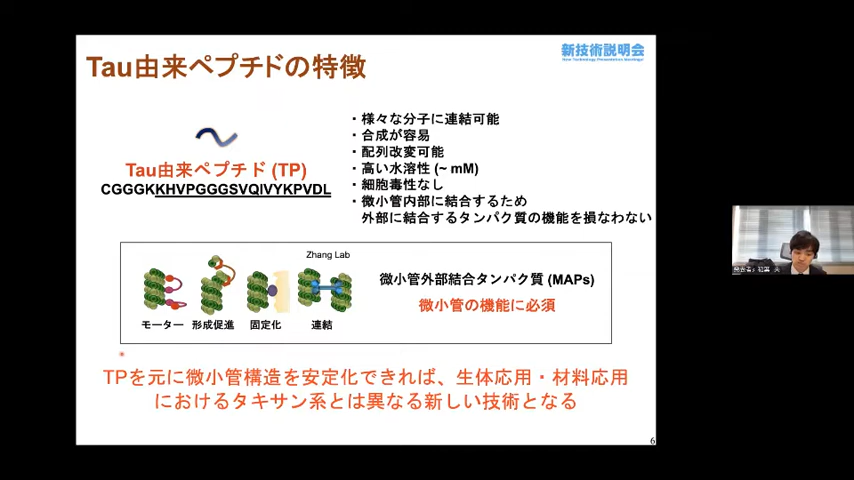 Tau由来ペプチドの特徴
新技術説明会
New Technology Presentation Meetings!
Tau由来ペプチド (TP)
CGGGKKHVPGGGSVQIVYKPVDL
・様々な分子に連結可能
・合成が容易
・配列改変可能
・高い水溶性 (~ mM)
・細胞毒性なし
・微小管内部に結合するため
外部に結合するタンパク質の機能を損なわない
Zhang Lab
モーター 形成促進 固定化 連結
微小管外部結合タンパク質 (MAPs)
微小管の機能に必須
TPを元に微小管構造を安定化できれば、生体応用・材料応用
におけるタキサン系とは異なる新しい技術となる
6